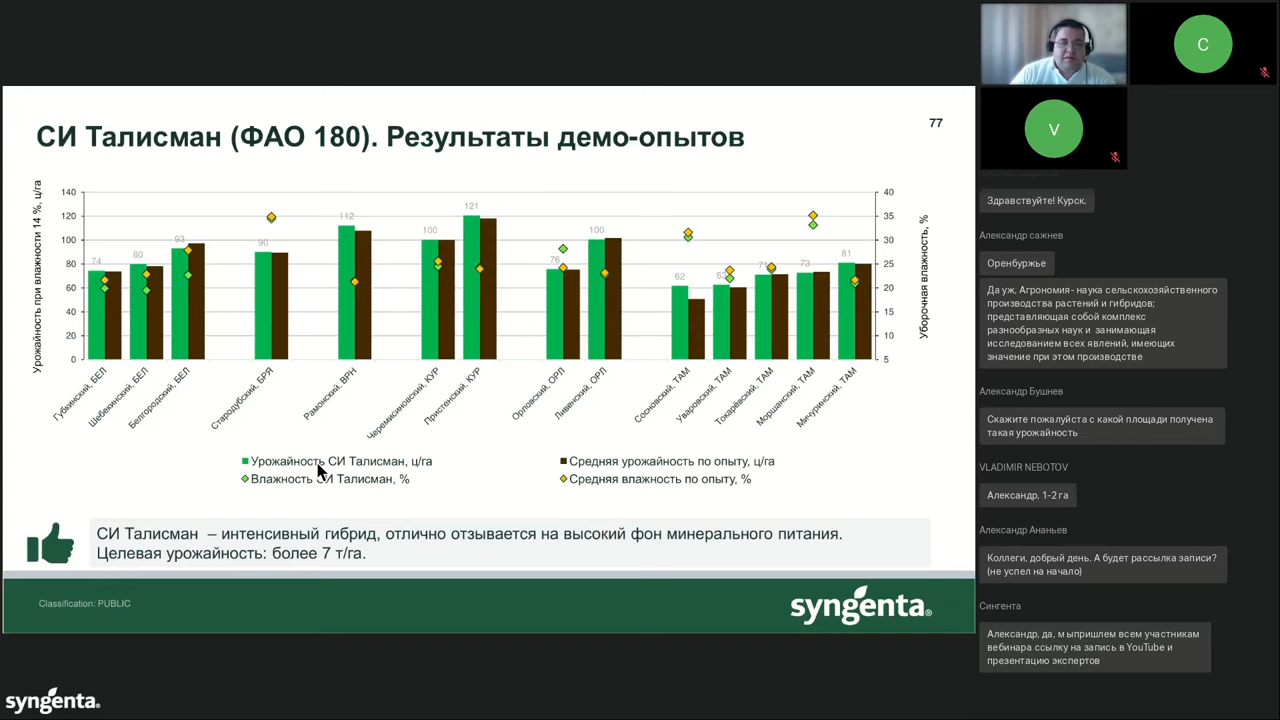 СИ Талисман (ФАО 180). Результаты демо-опытов
77
Урожайность при влажности 14 %, ц/га
140
120
100
80
60
40
20
0
74
80
93
90
112
100
121
76
100
62
62
71
73
81
40
35
30
25
20
15
10
5
Уборочная влажность, %
Губкинский, БЕЛ
Шебекинский, БЕЛ
Белгородский, БЕЛ
Стародубский, БРЯ
Рамонский, ВРН
Черемисиновский, КУР
Пристенский, КУР
Орловский, ОРЛ
Ливенский, ОРЛ
Сосновский, ТАМ
Уваровский, ТАМ
Токарёвский, ТАМ
Моршанский, ТАМ
Мичуринский, ТАМ
Урожайность СИ Талисман, ц/га
Средняя урожайность по опыту, ц/га
Влажность СИ Талисман, %
Средняя влажность по опыту, %
СИ Талисман – интенсивный гибрид, отлично отзывается на высокий фон минерального питания.
Целевая урожайность: более 7 т/га.
Classification: PUBLIC
syngenta®
syngenta.
C
V
Здравствуйте! Курск.
Александр сажнев
Оренбуржье
Да уж, Агрономия- наука сельскохозяйственного
производства растений и гибридов;
представляющая собой комплекс
разнообразных наук и занимающая
исследованием всех явлений, имеющих
значение при этом производстве
Александр Бушнев
Скажите пожалуйста с какой площади получена
такая урожайность
VLADIMIR NEBOTOV
Александр, 1-2 га
Александр Ананьев
Коллеги, добрый день. А будет рассылка записи?
(не успел на начало)
Сингента
Александр, да, м ыпришлем всем участникам
вебинара ссылку на запись в YouTube и
презентацию экспертов